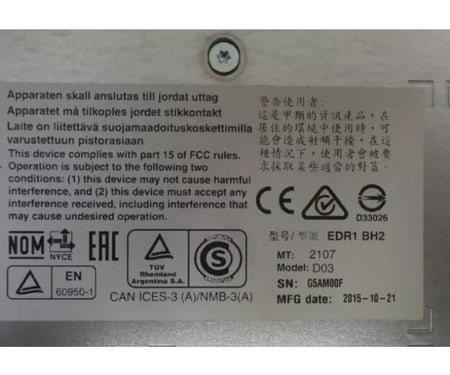 Apparaten skall anslutas till jordat uttag
Apparatet må tilkoples jordet stikkontakt
Laite on liitettävä suojamaadoituskoskettimilla
varustettuun pistorasiaan
This device complies with part 15 of FCC rules.
Operation is subject to the following two
conditions: (1) this device may not cause harmful
interference, and (2) this device must accept any
interference received, including interference that
may cause undesired operation.
警告使用者:
這是甲類的資訊產品,在
居住的環境中使用時,可
能會造成射頻干擾,在這
種情況下,使用者會被要
求採取某些適當的對策。
CE
D33026
NOM
NYCE
EAC
TÜV
Rheinland
Argentina S.A.
S
EN
60950-1
CAN ICES-3 (A)/NMB-3(A)
型号/型號 EDR1 BH2
MT: 2107
Model: D03
SN: G5AM00F
MFG date: 2015-10-21